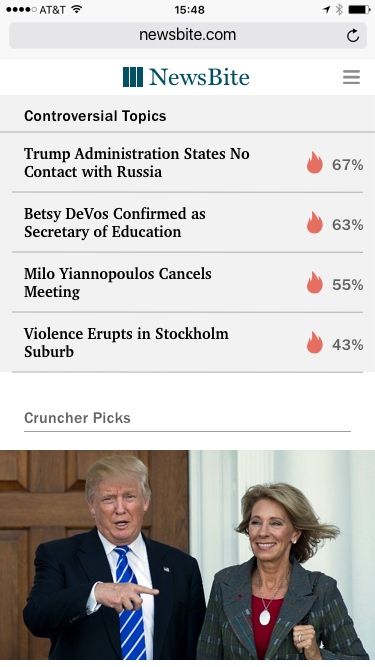 AT&T 15:48
newsbite.com
NewsBite
Controversial Topics
Trump Administration States No
Contact with Russia
67%
Betsy DeVos Confirmed as
Secretary of Education
63%
Milo Yiannopoulos Cancels
Meeting
55%
Violence Erupts in Stockholm
Suburb
43%
Cruncher Picks